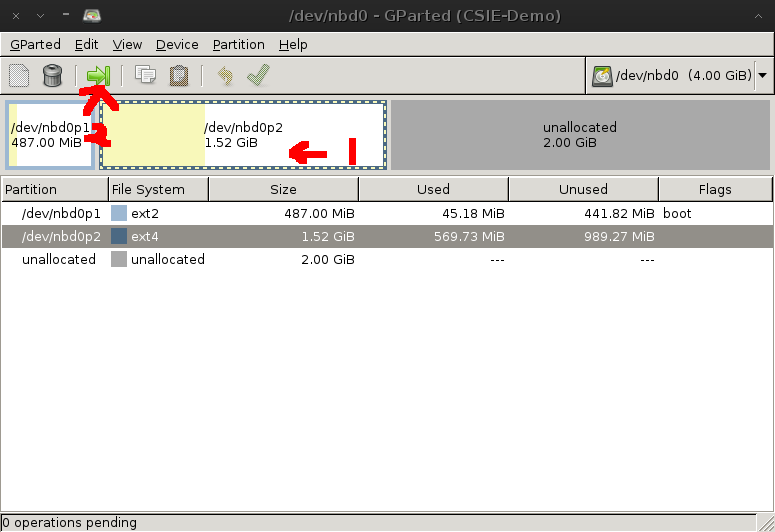 /dev/nbd0 - GParted (CSIE-Demo)
GParted Edit View Device Partition Help
/dev/nbd0 (4.00 GiB)
/dev/nbd0p1
487.00 MiB
2
/dev/nbd0p2
1.52 GiB
1
unallocated
2.00 GiB
Partition File System Size Used Unused Flags
/dev/nbd0p1 ext2 487.00 MiB 45.18 MiB 441.82 MiB boot
/dev/nbd0p2 ext4 1.52 GiB 569.73 MiB 989.27 MiB
unallocated unallocated 2.00 GiB --- ---
0 operations pending